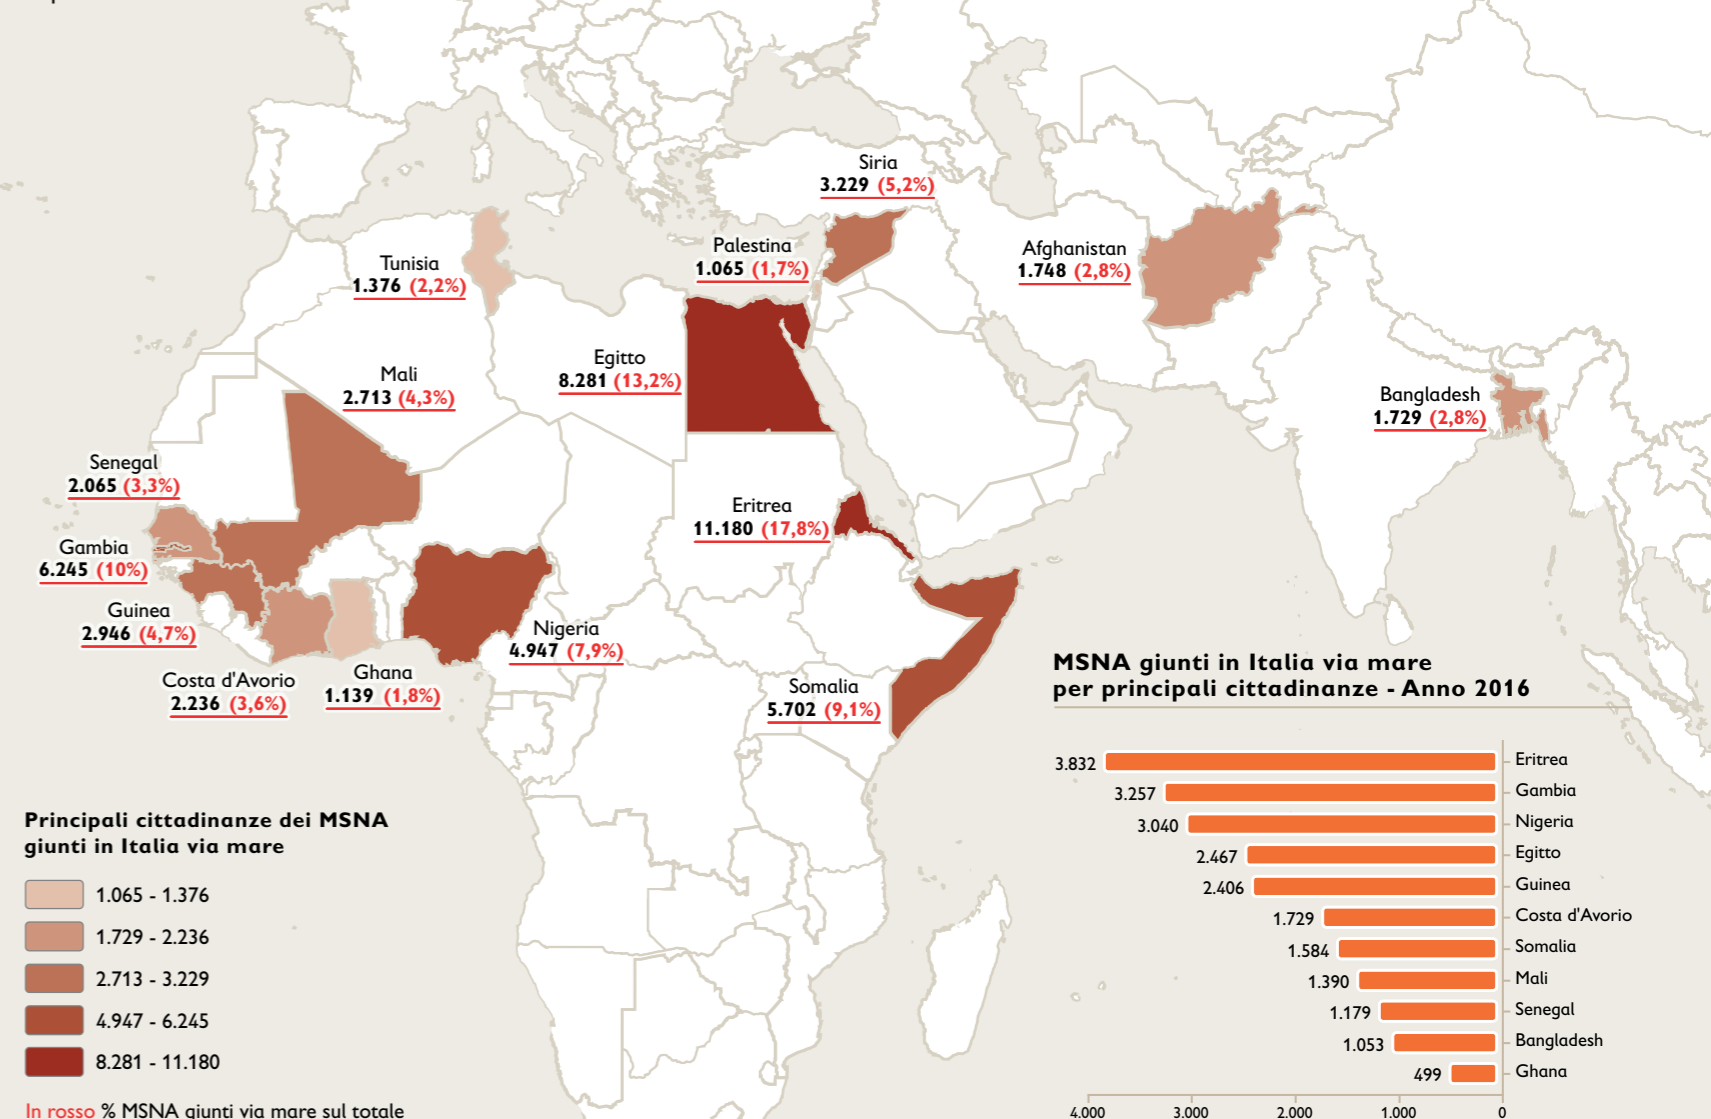 Siria
3.229 (5,2%)
Palestina
1.065 (1,7%)
Afghanistan
1.748 (2,8%)
Tunisia
1.376 (2,2%)
Egitto
8.281 (13,2%)
Mali
2.713 (4,3%)
Bangladesh
1.729 (2,8%)
Senegal
2.065 (3,3%)
Eritrea
11.180 (17,8%)
Gambia
6.245 (10%)
Guinea
2.946 (4,7%)
Nigeria
4.947 (7,9%)
Costa d'Avorio
2.236 (3,6%)
Ghana
1.139 (1,8%)
Somalia
5.702 (9,1%)
MSNA giunti in Italia via mare
per principali cittadinanze - Anno 2016
3.832 Eritrea
3.257 Gambia
3.040 Nigeria
2.467 Egitto
2.406 Guinea
1.729 Costa d'Avorio
1.584 Somalia
1.390 Mali
1.179 Senegal
1.053 Bangladesh
499 Ghana
4.000 3.000 2.000 1.000 0
Principali cittadinanze dei MSNA
giunti in Italia via mare
1.065 - 1.376
1.729 - 2.236
2.713 - 3.229
4.947 - 6.245
8.281 - 11.180
In rosso % MSNA giunti via mare sul totale